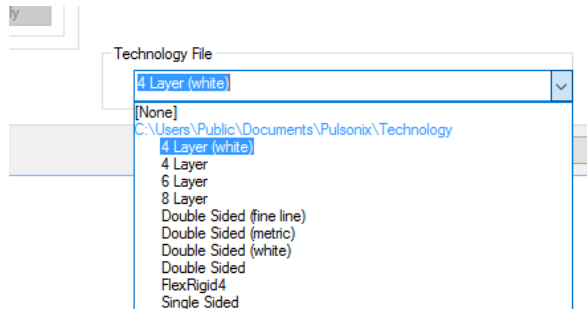 Technology File
4 Layer (white)
[None]
C:\Users\Public\Documents\Pulsonix\Technology
4 Layer (white)
4 Layer
6 Layer
8 Layer
Double Sided (fine line)
Double Sided (metric)
Double Sided (white)
Double Sided
FlexRigid4
Single Sided